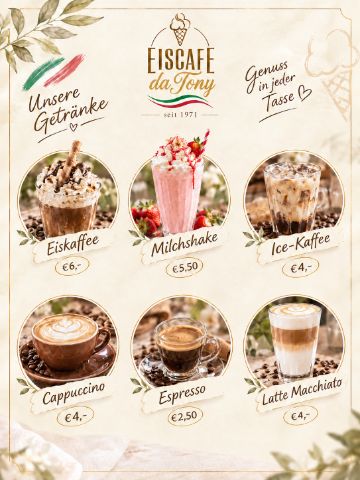 EISCAFÉ
da Tony
seit 1971
Unsere
Getränke
Genuss
in jeder
Tasse
Eiskaffee
€6,-
Milchshake
€5,50
Ice-Kaffee
€4,-
Cappuccino
€4,-
Espresso
€2,50
Latte Macchiato
€4,-